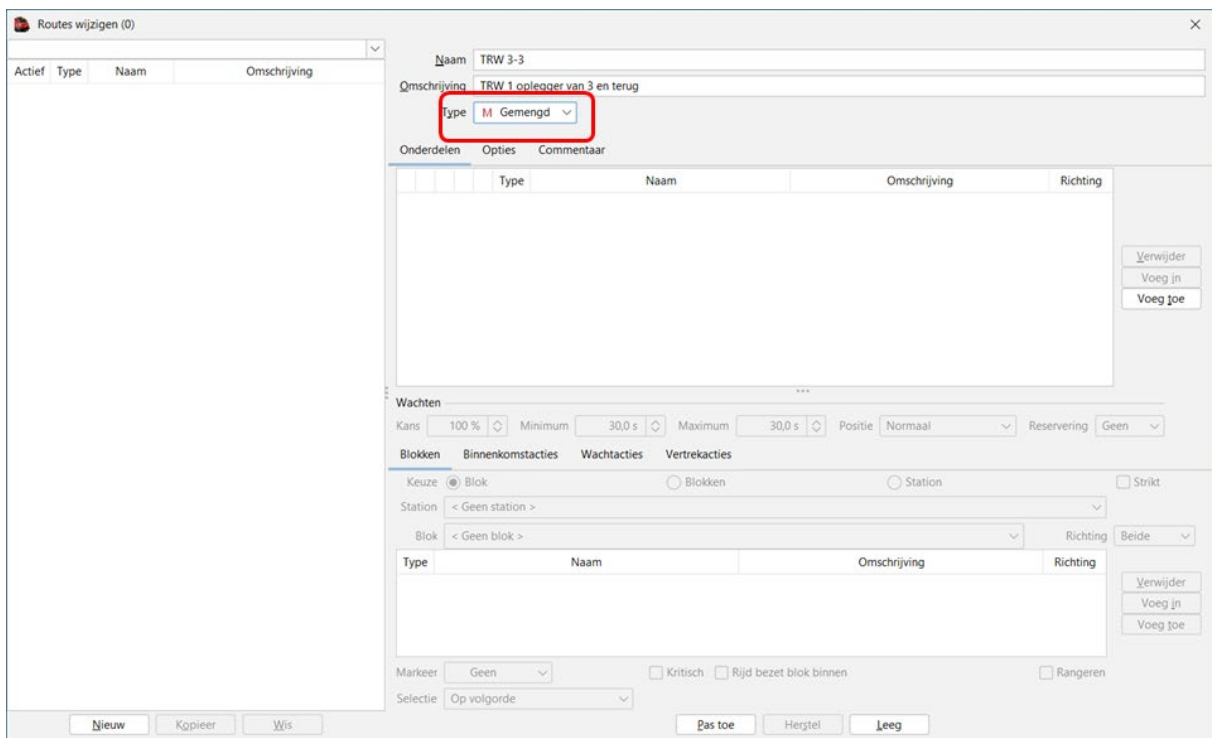 Routes wijzigen (0)
Naam TRW 3-3
Actief Type Naam Omschrijving
Omschrijving TRW 1 oplegger van 3 en terug
Type M Gemengd
Onderdelen Opties Commentaar
Type Naam Omschrijving Richting
Verwijder
Voeg in
Voeg toe
Wachten
Kans 100 % Minimum 30,0 s Maximum 30,0 s Positie Normaal Reservering Geen
Blokken Binnenkomstacties Wachtacties Vertrekacties
Keuze Blok Blokken Station Strikt
Station < Geen station >
Blok < Geen blok > Richting Beide
Type Naam Omschrijving Richting
Verwijder
Voeg in
Voeg toe
Markeer Geen Kritisch Rijd bezet blok binnen Rangeren
Selectie Op volgorde
Nieuw Kopieer Wis Pas toe Herstel Leeg